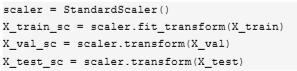 scaler = StandardScaler()
X_train_sc = scaler.fit_transform(X_train)
X_val_sc = scaler.transform(X_val)
X_test_sc = scaler.transform(X_test)